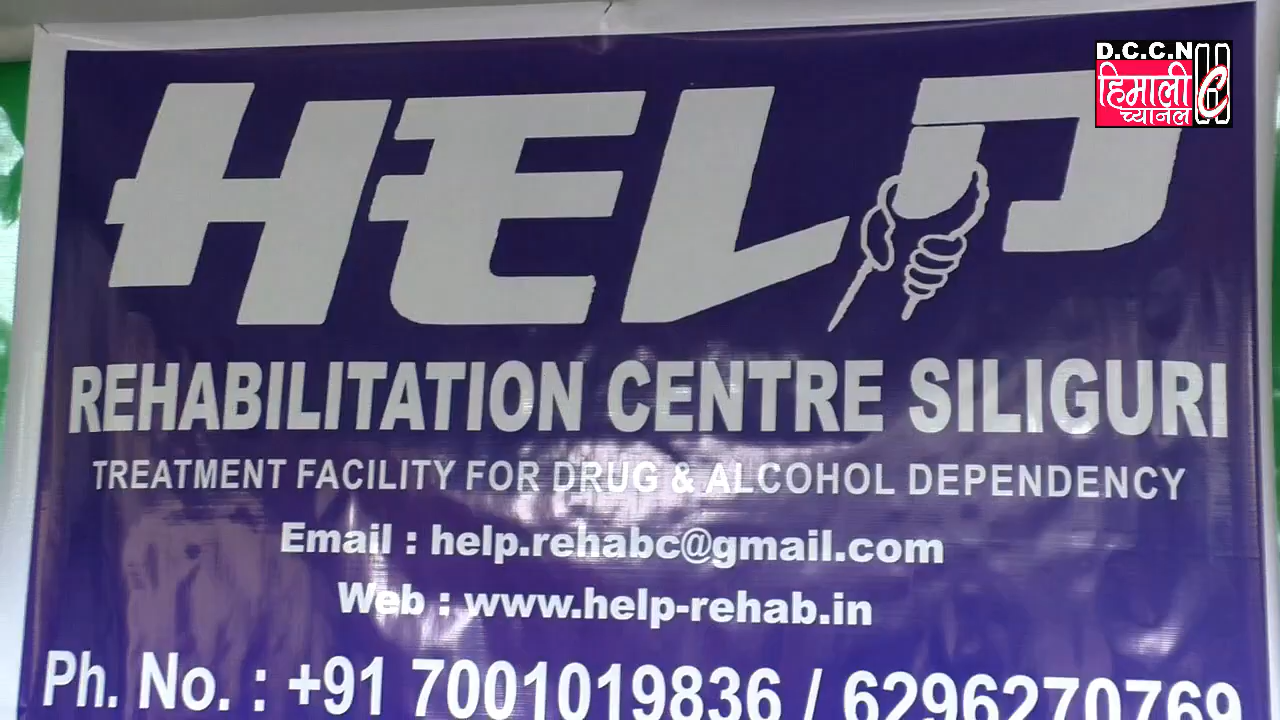 D.C.C.N
हिमाली
च्यानल
HELP
REHABILITATION CENTRE SILIGURI
TREATMENT FACILITY FOR DRUG & ALCOHOL DEPENDENCY
Email : help.rehabc@gmail.com
Web : www.help-rehab.in
Ph. No. : +91 7001019836 / 6296270769